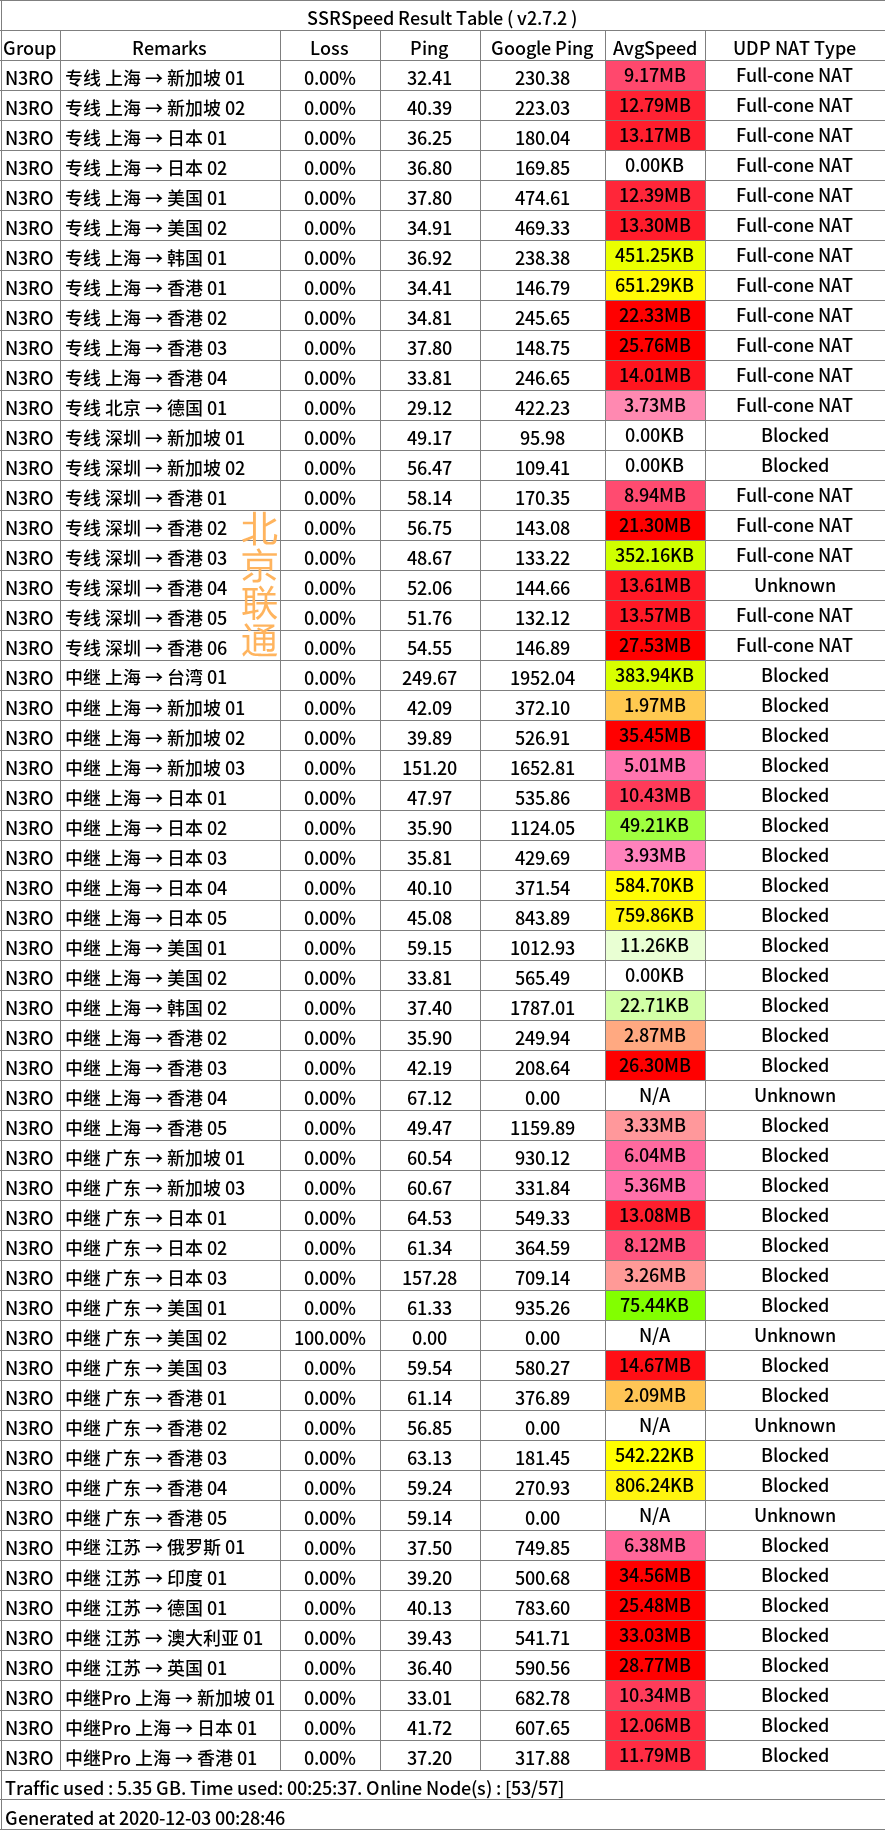 SSRSpeed Result Table ( v2.7.2 )
Group Remarks Loss Ping Google Ping AvgSpeed UDP NAT Type
N3RO 专线 上海 → 新加坡 01 0.00% 32.41 230.38 9.17MB Full-cone NAT
N3RO 专线 上海 → 新加坡 02 0.00% 40.39 223.03 12.79MB Full-cone NAT
N3RO 专线 上海 → 日本 01 0.00% 36.25 180.04 13.17MB Full-cone NAT
N3RO 专线 上海 → 日本 02 0.00% 36.80 169.85 0.00KB Full-cone NAT
N3RO 专线 上海 → 美国 01 0.00% 37.80 474.61 12.39MB Full-cone NAT
N3RO 专线 上海 → 美国 02 0.00% 34.91 469.33 13.30MB Full-cone NAT
N3RO 专线 上海 → 韩国 01 0.00% 36.92 238.38 451.25KB Full-cone NAT
N3RO 专线 上海 → 香港 01 0.00% 34.41 146.79 651.29KB Full-cone NAT
N3RO 专线 上海 → 香港 02 0.00% 34.81 245.65 22.33MB Full-cone NAT
N3RO 专线 上海 → 香港 03 0.00% 37.80 148.75 25.76MB Full-cone NAT
N3RO 专线 上海 → 香港 04 0.00% 33.81 246.65 14.01MB Full-cone NAT
N3RO 专线 北京 → 德国 01 0.00% 29.12 422.23 3.73MB Full-cone NAT
N3RO 专线 深圳 → 新加坡 01 0.00% 49.17 95.98 0.00KB Blocked
N3RO 专线 深圳 → 新加坡 02 0.00% 56.47 109.41 0.00KB Blocked
N3RO 专线 深圳 → 香港 01 0.00% 58.14 170.35 8.94MB Full-cone NAT
N3RO 专线 深圳 → 香港 02 0.00% 56.75 143.08 21.30MB Full-cone NAT
N3RO 专线 深圳 → 香港 03 0.00% 48.67 133.22 352.16KB Full-cone NAT
N3RO 专线 深圳 → 香港 04 0.00% 52.06 144.66 13.61MB Unknown
N3RO 专线 深圳 → 香港 05 0.00% 51.76 132.12 13.57MB Full-cone NAT
N3RO 专线 深圳 → 香港 06 0.00% 54.55 146.89 27.53MB Full-cone NAT
北京联通
N3RO 中继 上海 → 台湾 01 0.00% 249.67 1952.04 383.94KB Blocked
N3RO 中继 上海 → 新加坡 01 0.00% 42.09 372.10 1.97MB Blocked
N3RO 中继 上海 → 新加坡 02 0.00% 39.89 526.91 35.45MB Blocked
N3RO 中继 上海 → 新加坡 03 0.00% 151.20 1652.81 5.01MB Blocked
N3RO 中继 上海 → 日本 01 0.00% 47.97 535.86 10.43MB Blocked
N3RO 中继 上海 → 日本 02 0.00% 35.90 1124.05 49.21KB Blocked
N3RO 中继 上海 → 日本 03 0.00% 35.81 429.69 3.93MB Blocked
N3RO 中继 上海 → 日本 04 0.00% 40.10 371.54 584.70KB Blocked
N3RO 中继 上海 → 日本 05 0.00% 45.08 843.89 759.86KB Blocked
N3RO 中继 上海 → 美国 01 0.00% 59.15 1012.93 11.26KB Blocked
N3RO 中继 上海 → 美国 02 0.00% 33.81 565.49 0.00KB Blocked
N3RO 中继 上海 → 韩国 02 0.00% 37.40 1787.01 22.71KB Blocked
N3RO 中继 上海 → 香港 02 0.00% 35.90 249.94 2.87MB Blocked
N3RO 中继 上海 → 香港 03 0.00% 42.19 208.64 26.30MB Blocked
N3RO 中继 上海 → 香港 04 0.00% 67.12 0.00 N/A Unknown
N3RO 中继 上海 → 香港 05 0.00% 49.47 1159.89 3.33MB Blocked
N3RO 中继 广东 → 新加坡 01 0.00% 60.54 930.12 6.04MB Blocked
N3RO 中继 广东 → 新加坡 03 0.00% 60.67 331.84 5.36MB Blocked
N3RO 中继 广东 → 日本 01 0.00% 64.53 549.33 13.08MB Blocked
N3RO 中继 广东 → 日本 02 0.00% 61.34 364.59 8.12MB Blocked
N3RO 中继 广东 → 日本 03 0.00% 157.28 709.14 3.26MB Blocked
N3RO 中继 广东 → 美国 01 0.00% 61.33 935.26 75.44KB Blocked
N3RO 中继 广东 → 美国 02 100.00% 0.00 0.00 N/A Unknown
N3RO 中继 广东 → 美国 03 0.00% 59.54 580.27 14.67MB Blocked
N3RO 中继 广东 → 香港 01 0.00% 61.14 376.89 2.09MB Blocked
N3RO 中继 广东 → 香港 02 0.00% 56.85 0.00 N/A Unknown
N3RO 中继 广东 → 香港 03 0.00% 63.13 181.45 542.22KB Blocked
N3RO 中继 广东 → 香港 04 0.00% 59.24 270.93 806.24KB Blocked
N3RO 中继 广东 → 香港 05 0.00% 59.14 0.00 N/A Unknown
N3RO 中继 江苏 → 俄罗斯 01 0.00% 37.50 749.85 6.38MB Blocked
N3RO 中继 江苏 → 印度 01 0.00% 39.20 500.68 34.56MB Blocked
N3RO 中继 江苏 → 德国 01 0.00% 40.13 783.60 25.48MB Blocked
N3RO 中继 江苏 → 澳大利亚 01 0.00% 39.43 541.71 33.03MB Blocked
N3RO 中继 江苏 → 英国 01 0.00% 36.40 590.56 28.77MB Blocked
N3RO 中继Pro 上海 → 新加坡 01 0.00% 33.01 682.78 10.34MB Blocked
N3RO 中继Pro 上海 → 日本 01 0.00% 41.72 607.65 12.06MB Blocked
N3RO 中继Pro 上海 → 香港 01 0.00% 37.20 317.88 11.79MB Blocked
Traffic used : 5.35 GB. Time used: 00:25:37. Online Node(s) : [53/57]
Generated at 2020-12-03 00:28:46